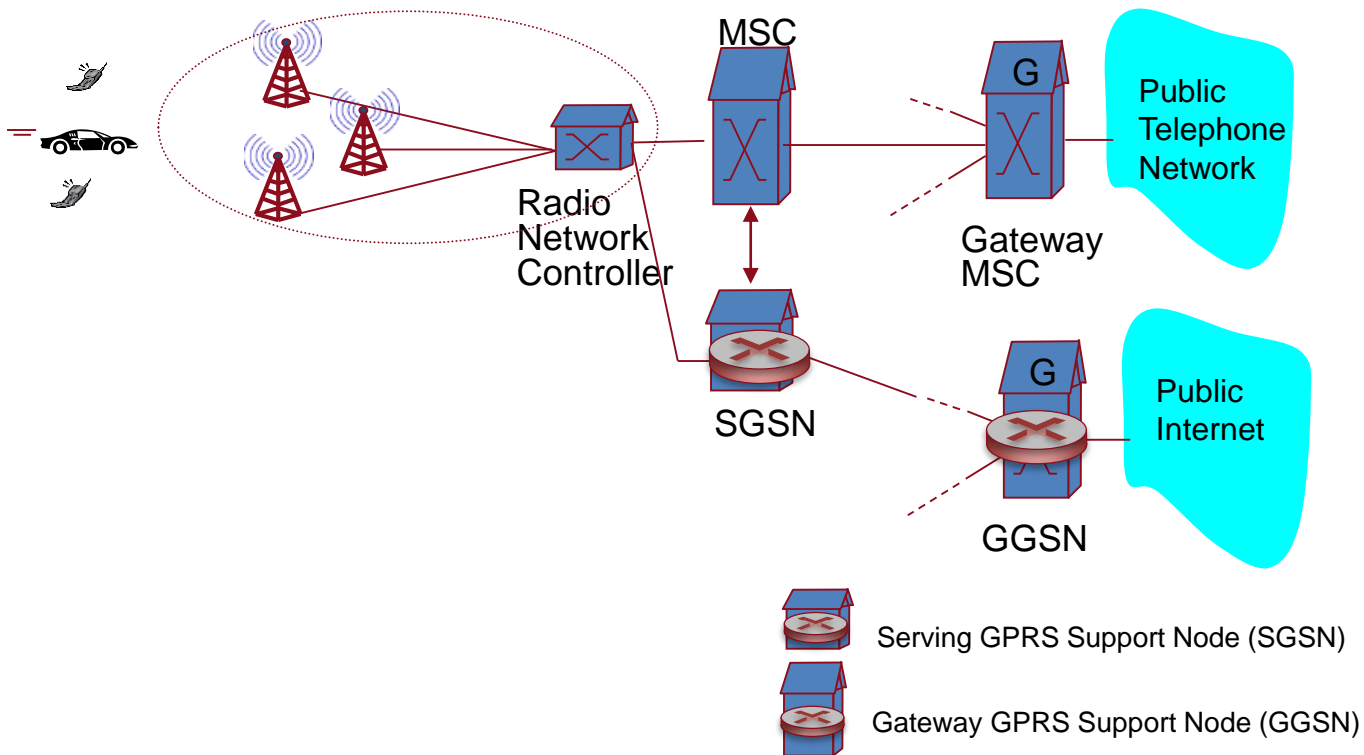 MSC
G
Public
Telephone
Network
Radio
Network
Controller
Gateway
MSC
SGSN
G
Public
Internet
GGSN
Serving GPRS Support Node (SGSN)
Gateway GPRS Support Node (GGSN)